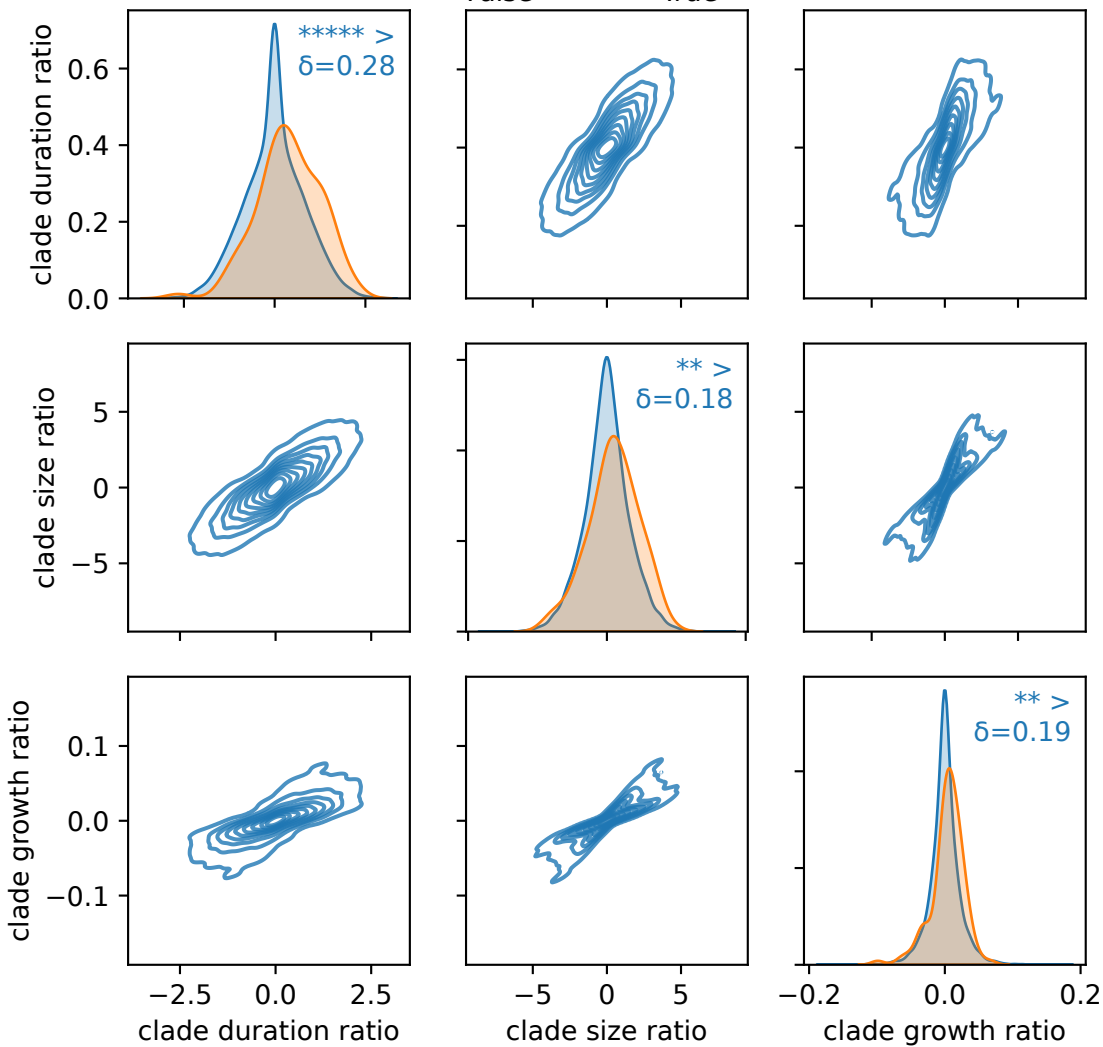 clade duration ratio
0.6
0.4
0.2
0.0
***** >
δ=0.28
clade size ratio
5
0
−5
** >
δ=0.18
clade growth ratio
0.1
0.0
−0.1
** >
δ=0.19
−2.5 0.0 2.5
−5 0 5
−0.2 0.0 0.2
clade duration ratio
clade size ratio
clade growth ratio